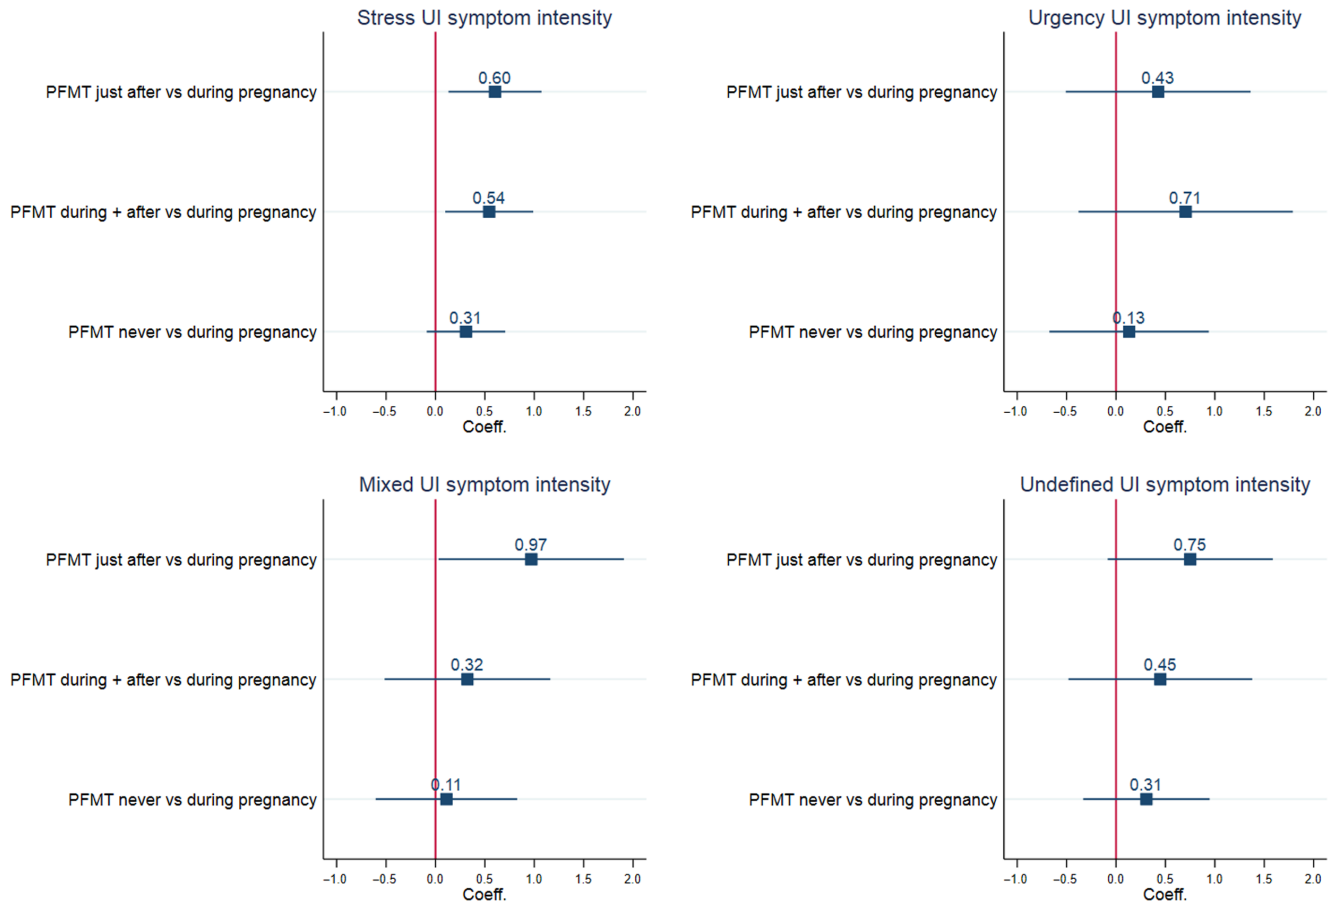 Stress UI symptom intensity
PFMT just after vs during pregnancy
0.60
PFMT during + after vs during pregnancy
0.54
PFMT never vs during pregnancy
0.31
−1.0 −0.5 0.0 0.5 1.0 1.5 2.0
Coeff.
Urgency UI symptom intensity
PFMT just after vs during pregnancy
0.43
PFMT during + after vs during pregnancy
0.71
PFMT never vs during pregnancy
0.13
−1.0 −0.5 0.0 0.5 1.0 1.5 2.0
Coeff.
Mixed UI symptom intensity
PFMT just after vs during pregnancy
0.97
PFMT during + after vs during pregnancy
0.32
PFMT never vs during pregnancy
0.11
−1.0 −0.5 0.0 0.5 1.0 1.5 2.0
Coeff.
Undefined UI symptom intensity
PFMT just after vs during pregnancy
0.75
PFMT during + after vs during pregnancy
0.45
PFMT never vs during pregnancy
0.31
−1.0 −0.5 0.0 0.5 1.0 1.5 2.0
Coeff.